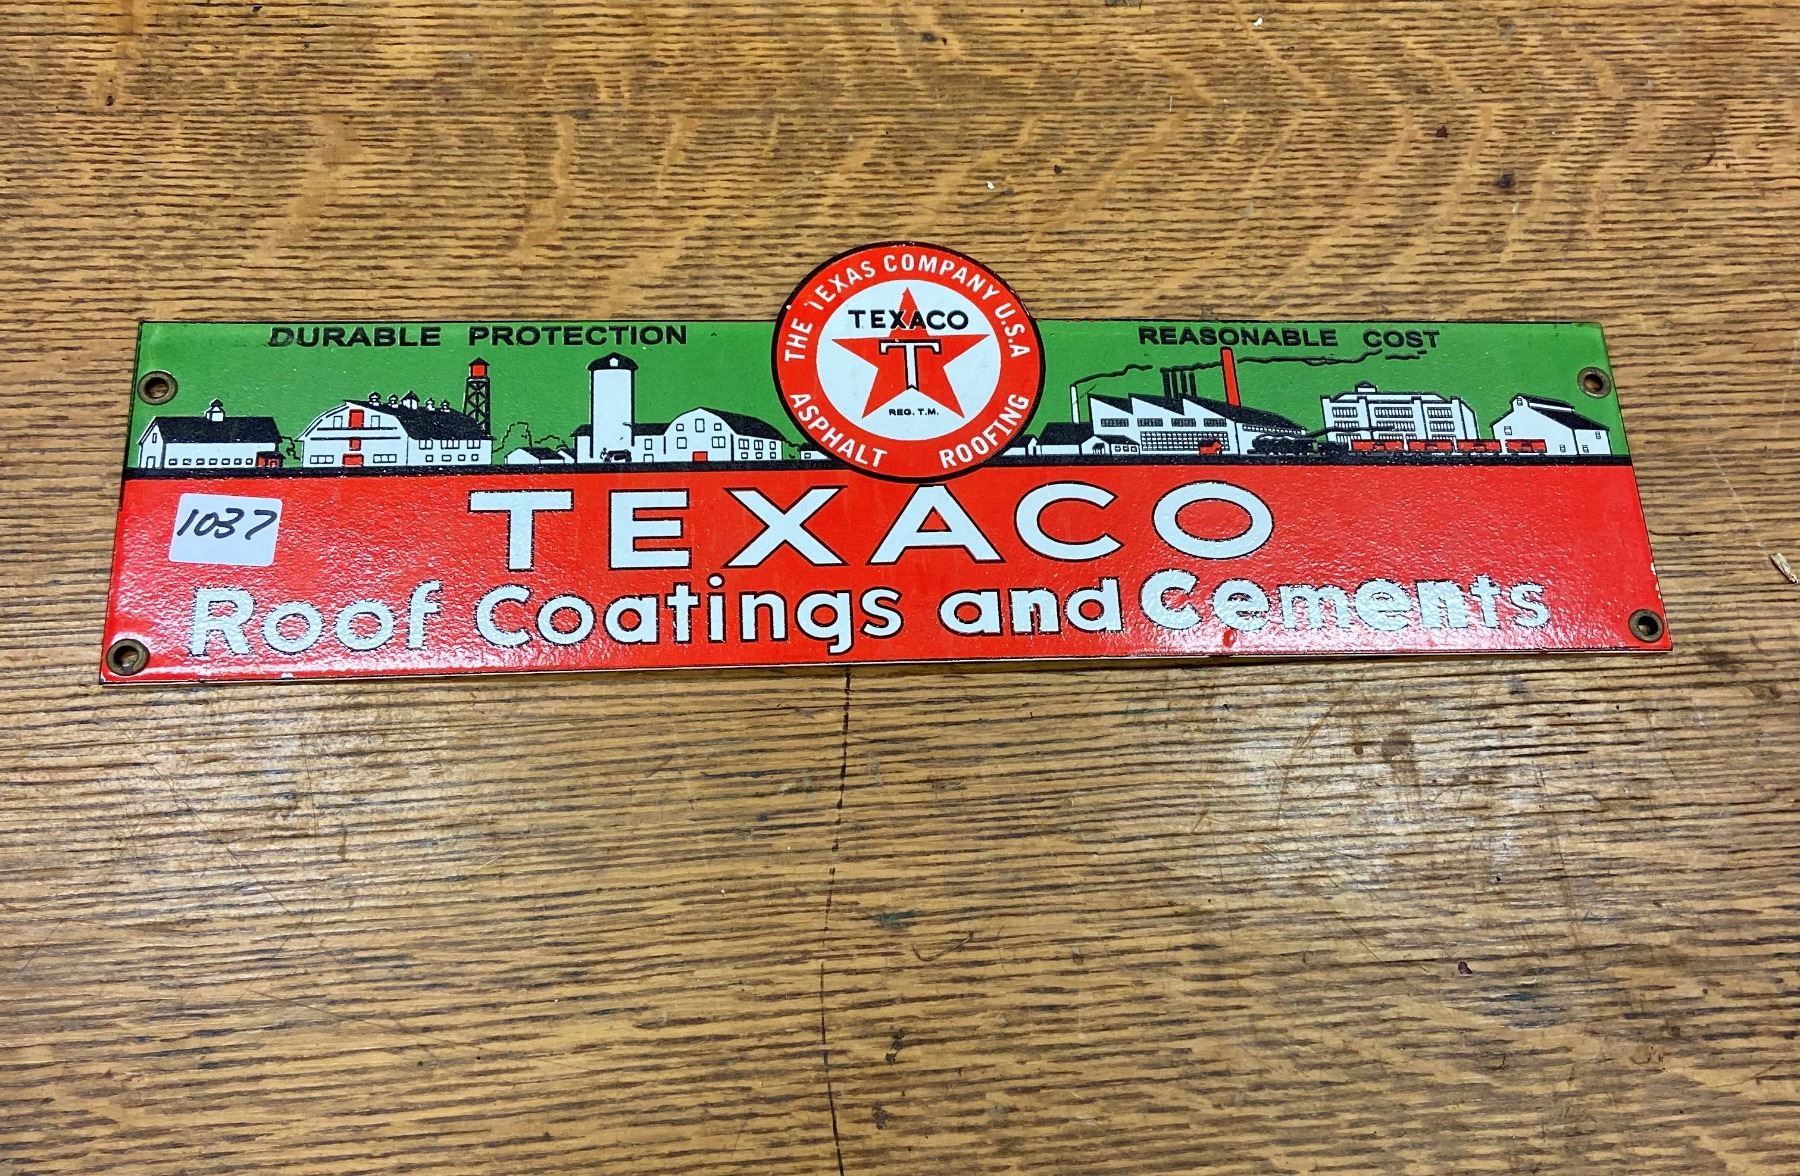 DURABLE PROTECTION
THE TEXAS COMPANY U.S.A
TEXACO
T
REG. T.M.
ASPHALT ROOFING
REASONABLE COST
1037
TEXACO
Roof Coatings and Cements